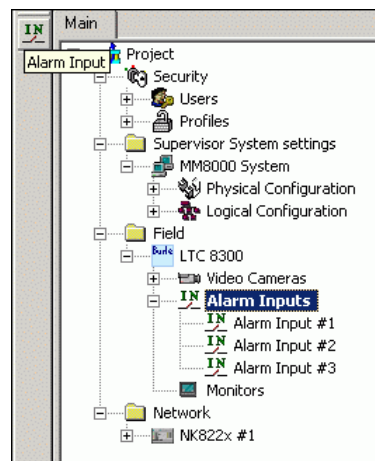 IN Main
Alarm Input
Project
Security
Users
Profiles
Supervisor System settings
MM8000 System
Physical Configuration
Logical Configuration
Field
Burle LTC 8300
Video Cameras
IN Alarm Inputs
IN Alarm Input #1
IN Alarm Input #2
IN Alarm Input #3
Monitors
Network
NK822x #1